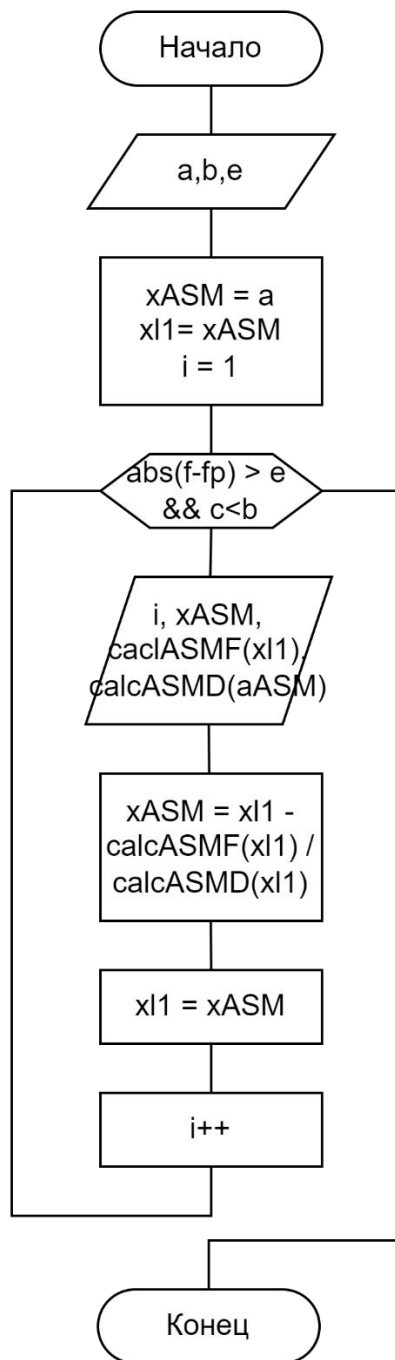 Начало
a,b,e
xASM = a
xl1= xASM
i = 1
abs(f-fp) > e
&& c<b
i, xASM,
caclASMF(xl1).
calcASMD(aASM)
xASM = xl1 -
calcASMF(xl1) /
calcASMD(xl1)
xl1 = xASM
i++
Конец